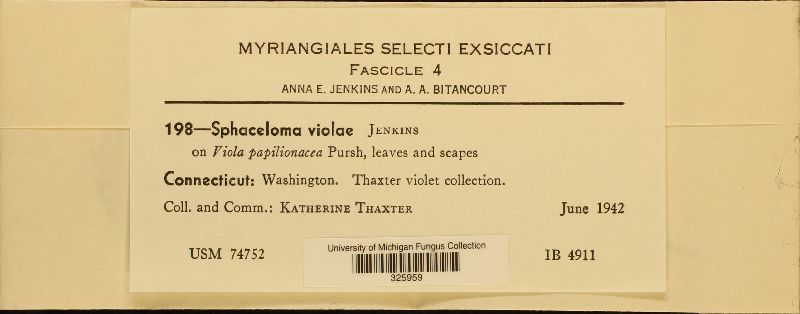 MYRIANGIALES SELECTI EXSICCATI
FASCICLE 4
ANNA E. JENKINS AND A. A. BITANCOURT
198—Sphaceloma violae JENKINS
on Viola papilionacea Pursh, leaves and scapes
Connecticut: Washington. Thaxter violet collection.
Coll. and Comm.: KATHERINE THAXTER June 1942
USM 74752 IB 4911
University of Michigan Fungus Collection
325959